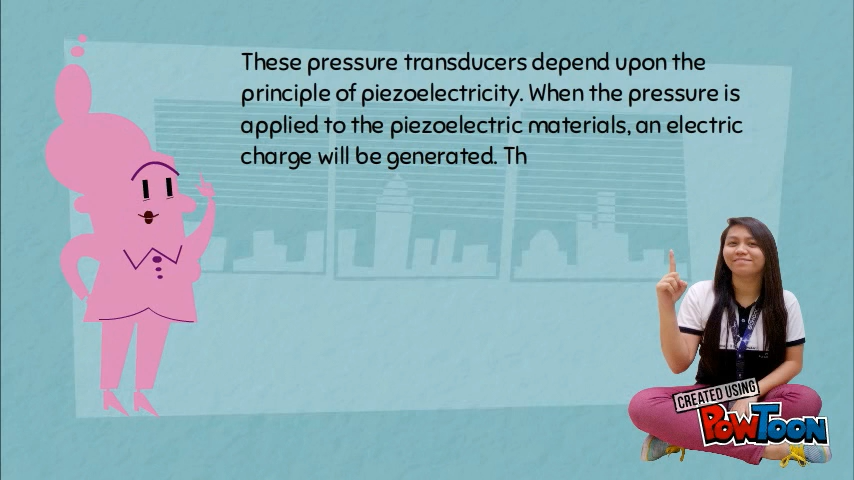 These pressure transducers depend upon the
principle of piezoelectricity. When the pressure is
applied to the piezoelectric materials, an electric
charge will be generated. Th
CREATED USING
POWTOON